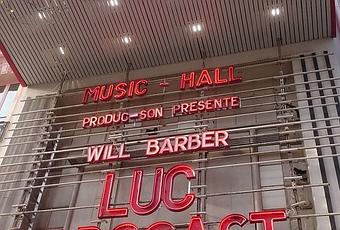 MUSIC - HALL
PRODUC-SON PRESENTE
WILL BARBER
LUC